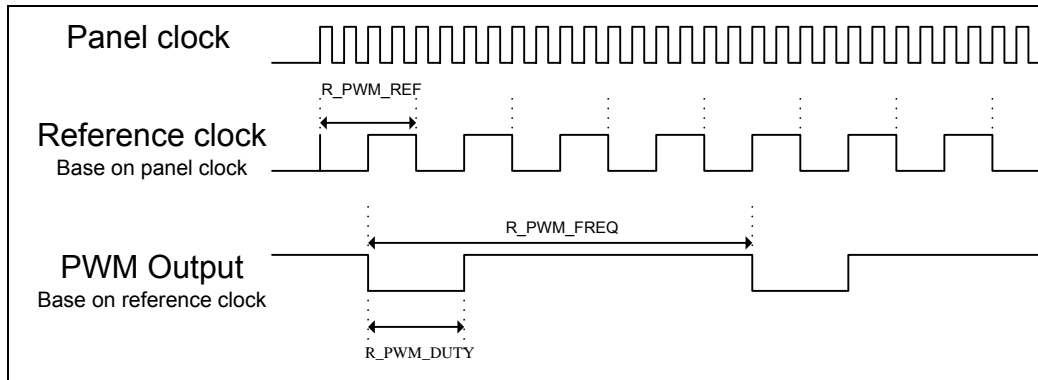 Panel clock
R_PWM_REF
Reference clock
Base on panel clock
R_PWM_FREQ
PWM Output
Base on reference clock
R_PWM_DUTY